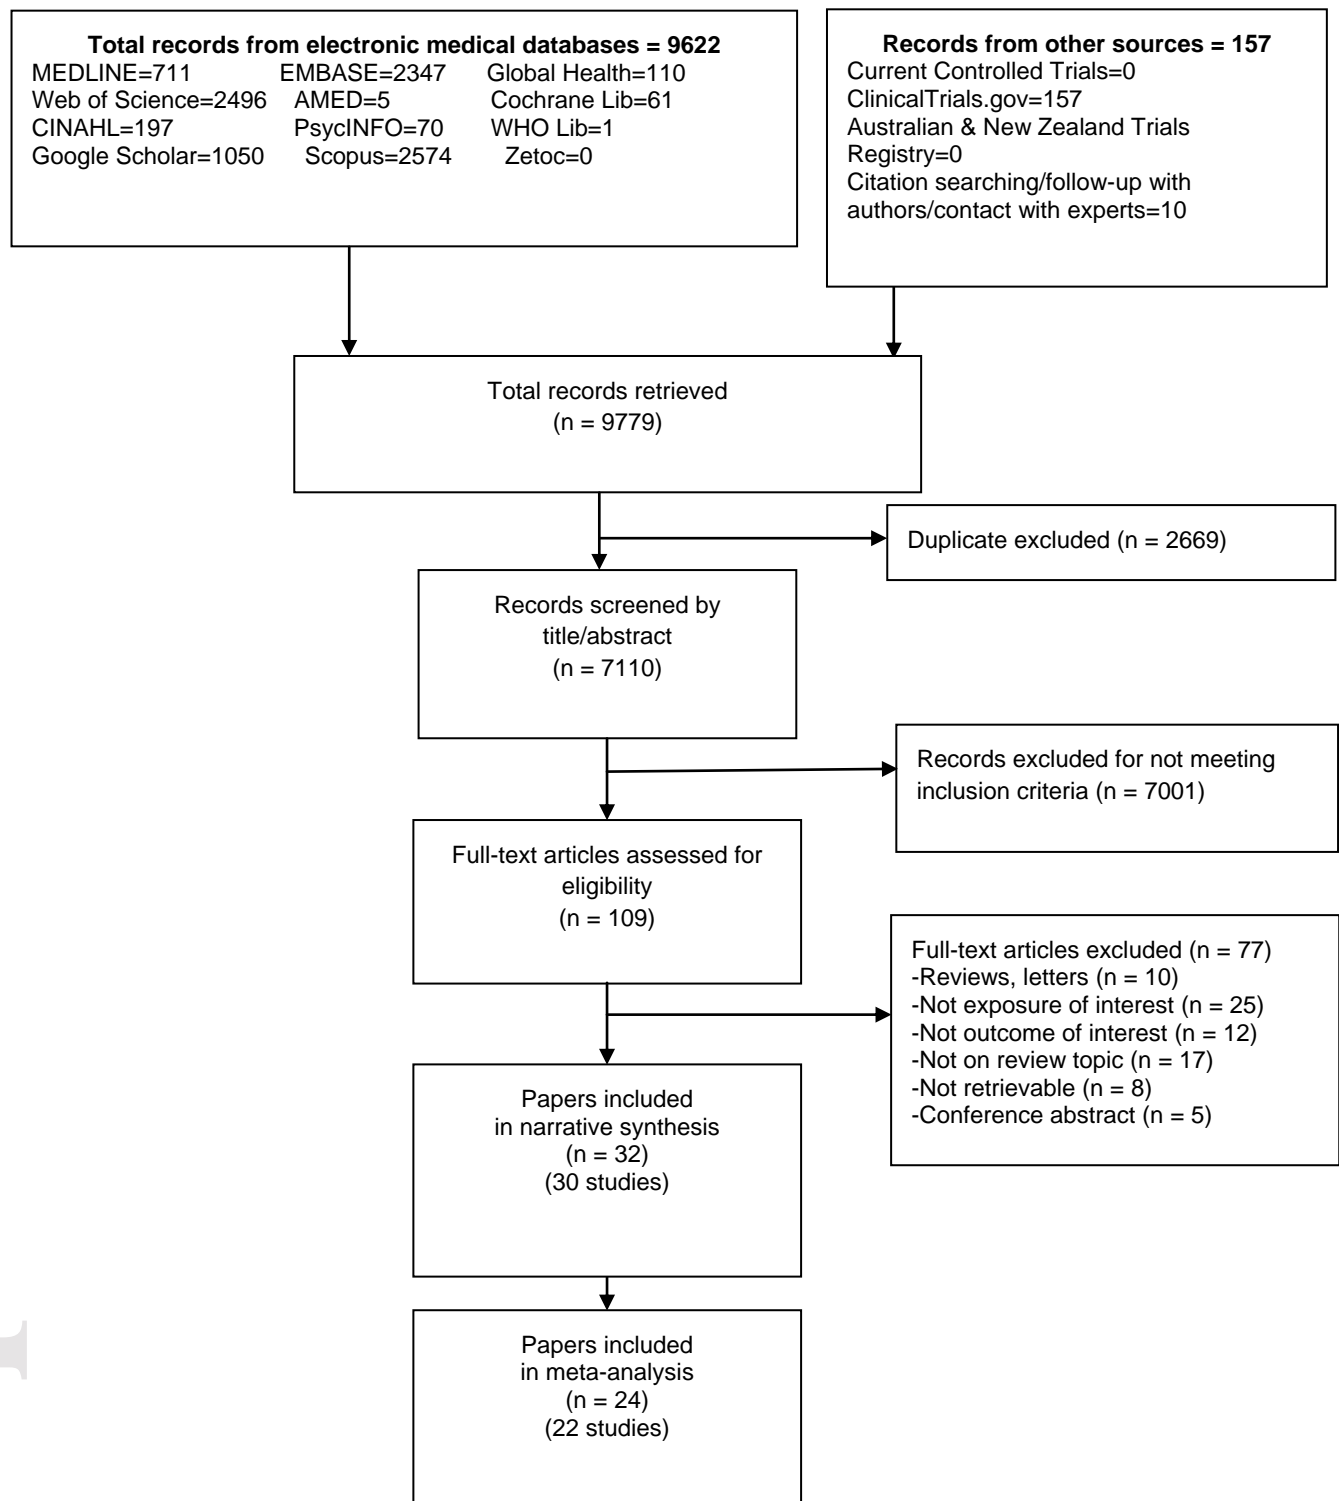 Total records from electronic medical databases = 9622
MEDLINE=711 EMBASE=2347 Global Health=110
Web of Science=2496 AMED=5 Cochrane Lib=61
CINAHL=197 PsycINFO=70 WHO Lib=1
Google Scholar=1050 Scopus=2574 Zetoc=0
Records from other sources = 157
Current Controlled Trials=0
ClinicalTrials.gov=157
Australian & New Zealand Trials
Registry=0
Citation searching/follow-up with
authors/contact with experts=10
Total records retrieved
(n = 9779)
Duplicate excluded (n = 2669)
Records screened by
title/abstract
(n = 7110)
Records excluded for not meeting
inclusion criteria (n = 7001)
Full-text articles assessed for
eligibility
(n = 109)
Full-text articles excluded (n = 77)
-Reviews, letters (n = 10)
-Not exposure of interest (n = 25)
-Not outcome of interest (n = 12)
-Not on review topic (n = 17)
-Not retrievable (n = 8)
-Conference abstract (n = 5)
Papers included
in narrative synthesis
(n = 32)
(30 studies)
Papers included
in meta-analysis
(n = 24)
(22 studies)